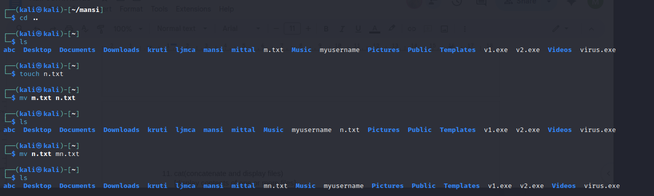 ┌──(kali㉿kali)-[~/mansi]
└─$ cd ..
┌──(kali㉿kali)-[~]
└─$ ls
abc Desktop Documents Downloads kruti ljmca mansi mittal m.txt Music myusername Pictures Public Templates v1.exe v2.exe Videos virus.exe
┌──(kali㉿kali)-[~]
└─$ touch n.txt
┌──(kali㉿kali)-[~]
└─$ mv m.txt n.txt
┌──(kali㉿kali)-[~]
└─$ ls
abc Desktop Documents Downloads kruti ljmca mansi mittal Music myusername n.txt Pictures Public Templates v1.exe v2.exe Videos virus.exe
┌──(kali㉿kali)-[~]
└─$ mv n.txt mn.txt
┌──(kali㉿kali)-[~]
└─$ ls
abc Desktop Documents Downloads kruti ljmca mansi mittal mn.txt Music myusername Pictures Public Templates v1.exe v2.exe Videos virus.exe